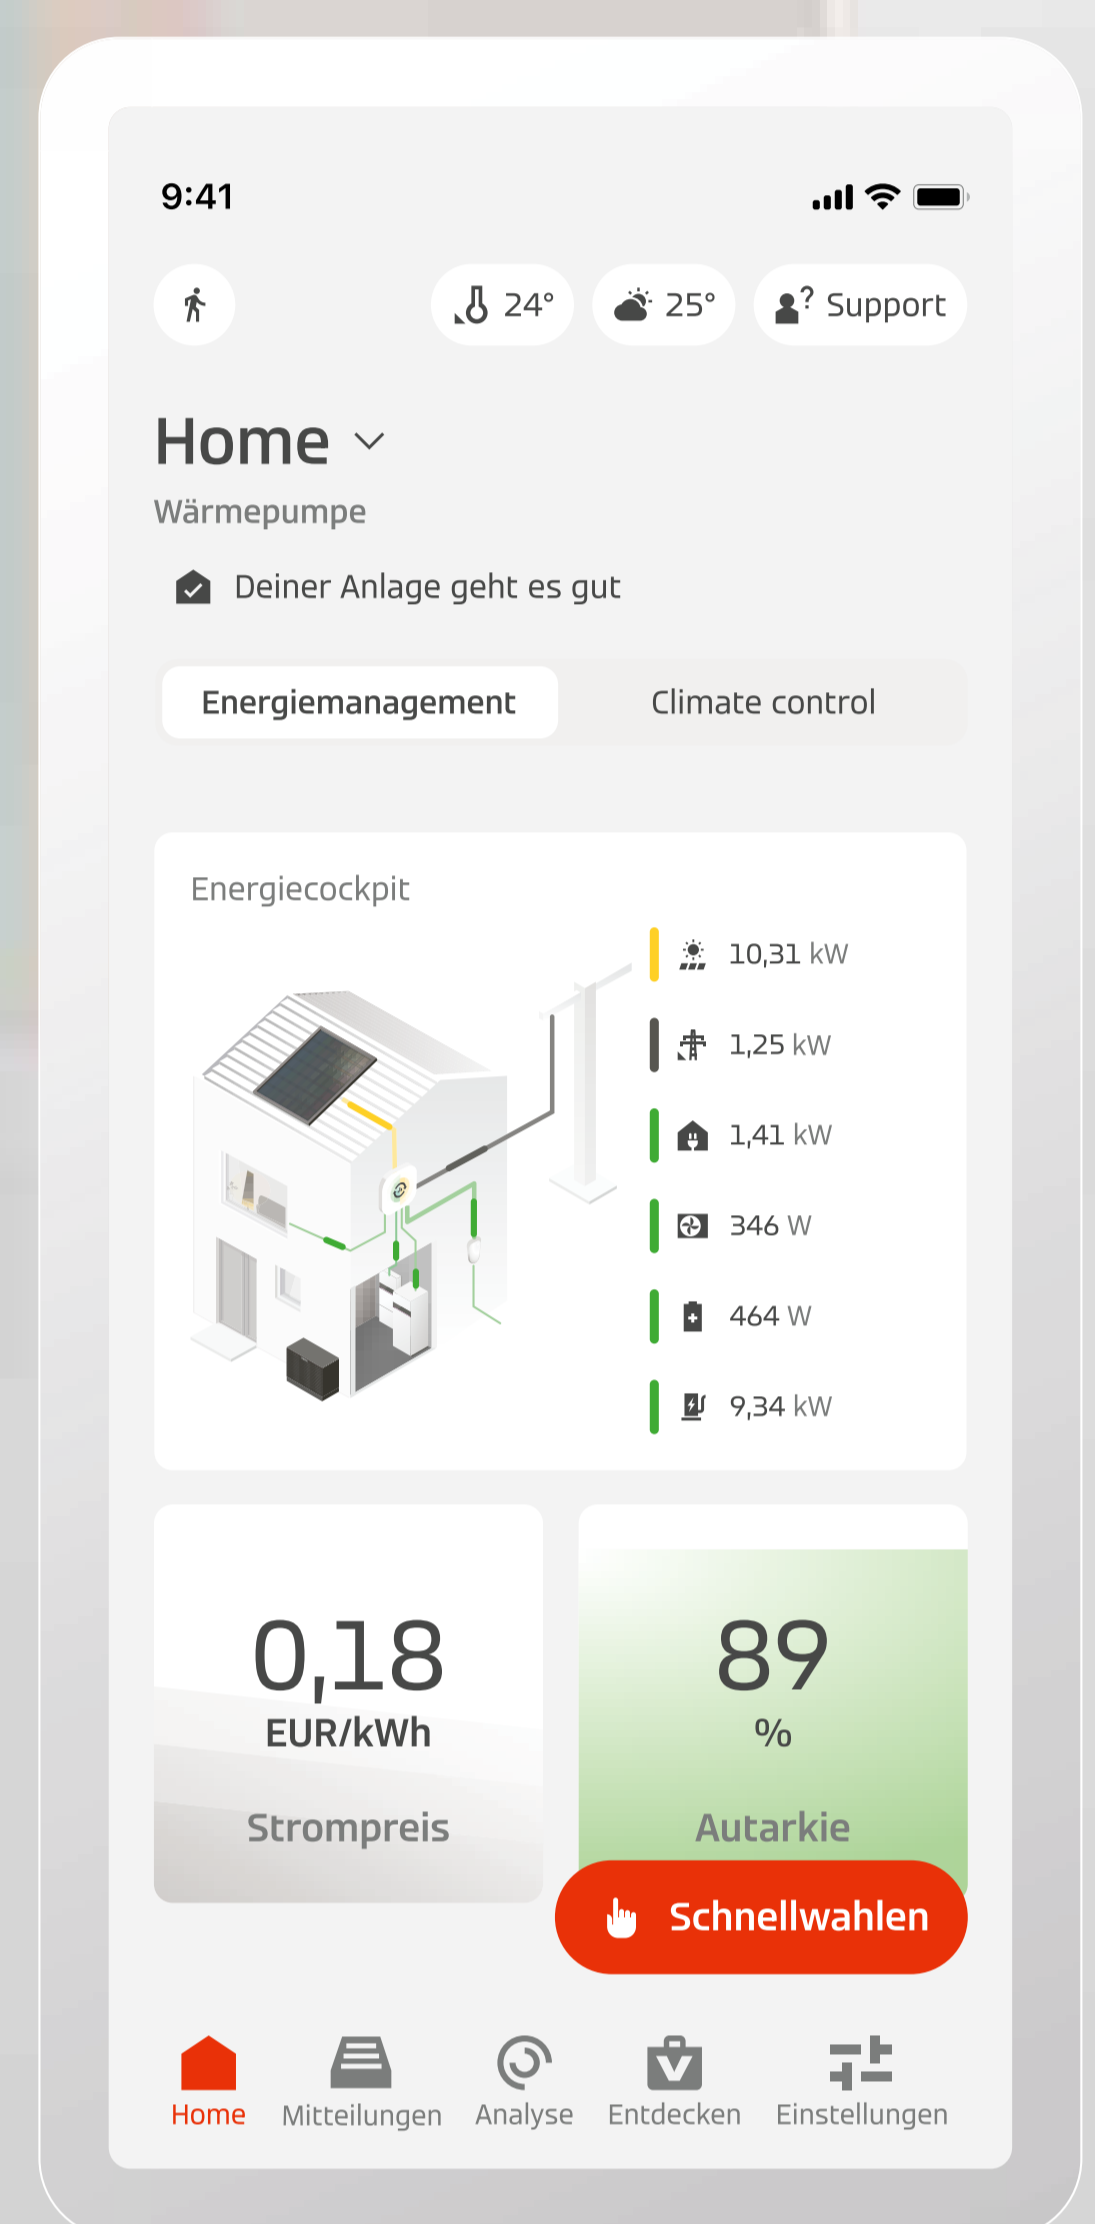 9:41
24°
25°
? Support
Home
Wärmepumpe
Deiner Anlage geht es gut
Energiemanagement
Climate control
Energiecockpit
10,31 kW
1,25 kW
1,41 kW
346 W
464 W
9,34 kW
0,18
EUR/kWh
Strompreis
89
%
Autarkie
Schnellwahlen
Home
Mitteilungen
Analyse
Entdecken
Einstellungen